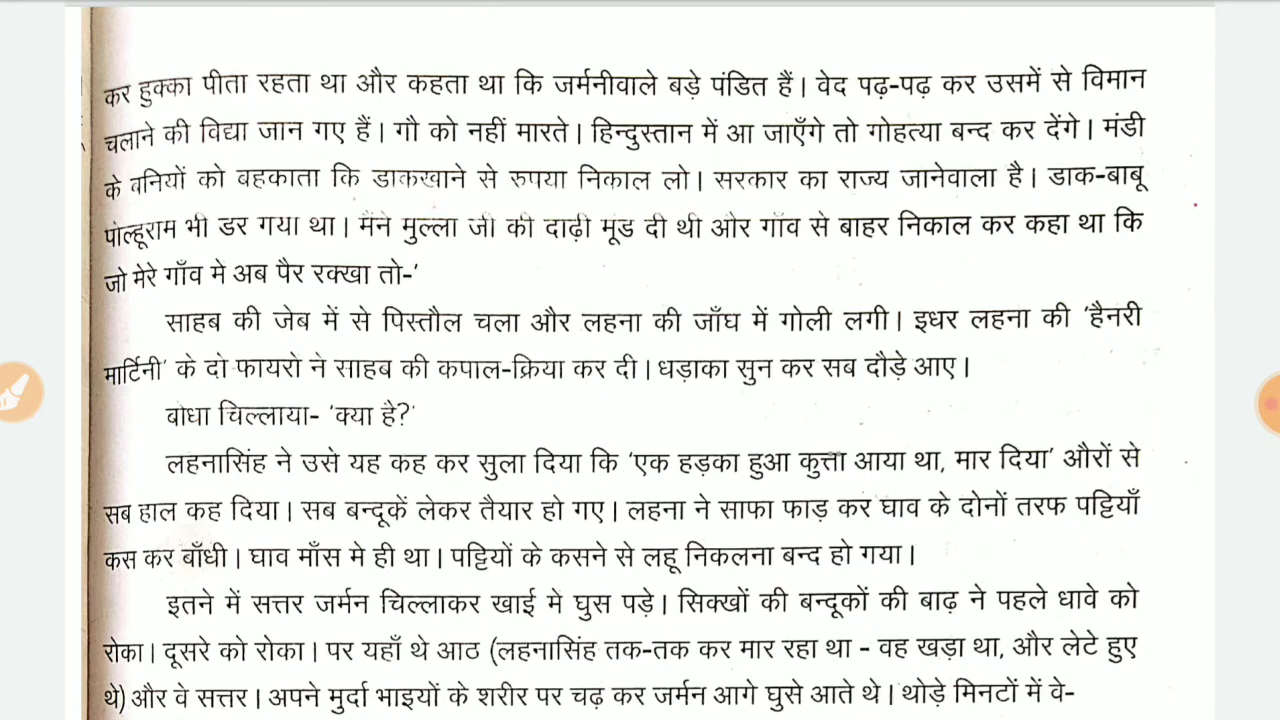 कर हुक्का पीता रहता था और कहता था कि जर्मनीवाले बड़े पंडित हैं। वेद पढ़-पढ़ कर उसमें से विमान
चलाने की विद्या जान गए हैं। गौ को नहीं मारते। हिन्दुस्तान में आ जाएँगे तो गोहत्या बन्द कर देंगे। मंडी
के बनियों को बहकाता कि डाकखाने से रुपया निकाल लो। सरकार का राज्य जानेवाला है। डाक-बाबू
पोल्हूराम भी डर गया था। मैंने मुल्ला जी की दाढ़ी मूड दी थी और गाँव से बाहर निकाल कर कहा था कि
जो मेरे गाँव मे अब पैर रक्खा तो-'
साहब की जेब में से पिस्तौल चला और लहना की जाँघ में गोली लगी। इधर लहना की 'हैनरी
मार्टिनी' के दो फायरो ने साहब की कपाल-क्रिया कर दी। धड़ाका सुन कर सब दौड़े आए।
बोधा चिल्लाया- 'क्या है?'
लहनासिंह ने उसे यह कह कर सुला दिया कि 'एक हड़का हुआ कुत्ता आया था, मार दिया' औरों से
सब हाल कह दिया। सब बन्दूकें लेकर तैयार हो गए। लहना ने साफा फाड़ कर घाव के दोनों तरफ पट्टियाँ
कस कर बाँधी। घाव माँस मे ही था। पट्टियों के कसने से लहू निकलना बन्द हो गया।
इतने में सत्तर जर्मन चिल्लाकर खाई मे घुस पड़े। सिक्खों की बन्दूकों की बाढ़ ने पहले धावे को
रोका। दूसरे को रोका। पर यहाँ थे आठ (लहनासिंह तक-तक कर मार रहा था - वह खड़ा था, और लेटे हुए
थे) और वे सत्तर। अपने मुर्दा भाइयों के शरीर पर चढ़ कर जर्मन आगे घुसे आते थे। थोड़े मिनटों में वे-